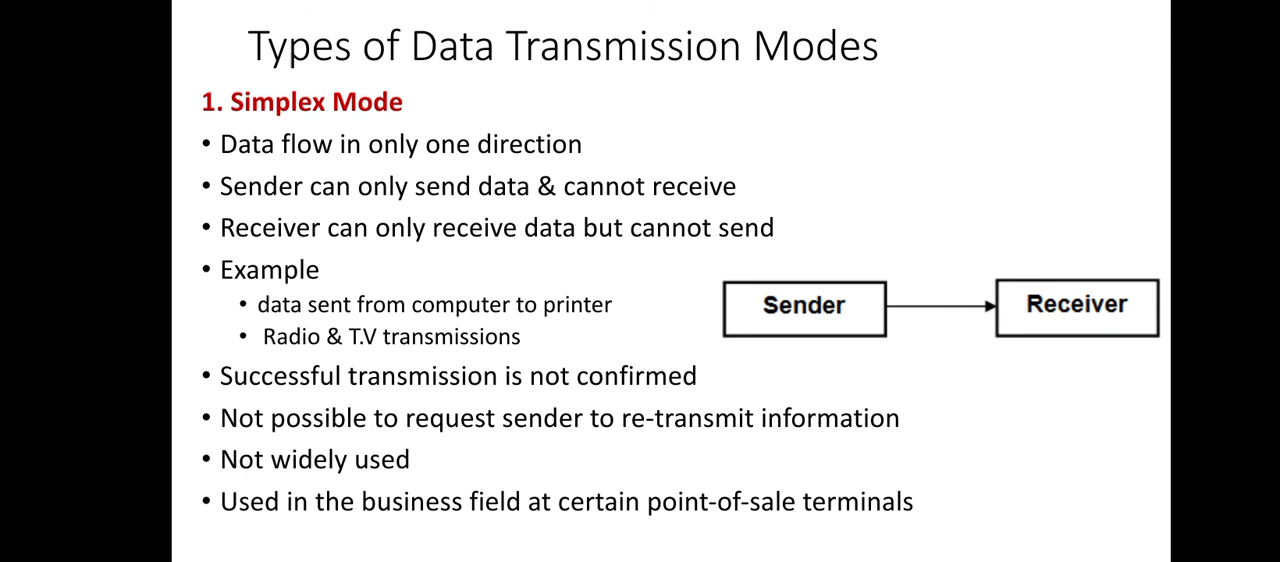 Types of Data Transmission Modes
1. Simplex Mode
• Data flow in only one direction
• Sender can only send data & cannot receive
• Receiver can only receive data but cannot send
• Example
• data sent from computer to printer
• Radio & T.V transmissions
Sender
Receiver
• Successful transmission is not confirmed
• Not possible to request sender to re-transmit information
• Not widely used
• Used in the business field at certain point-of-sale terminals